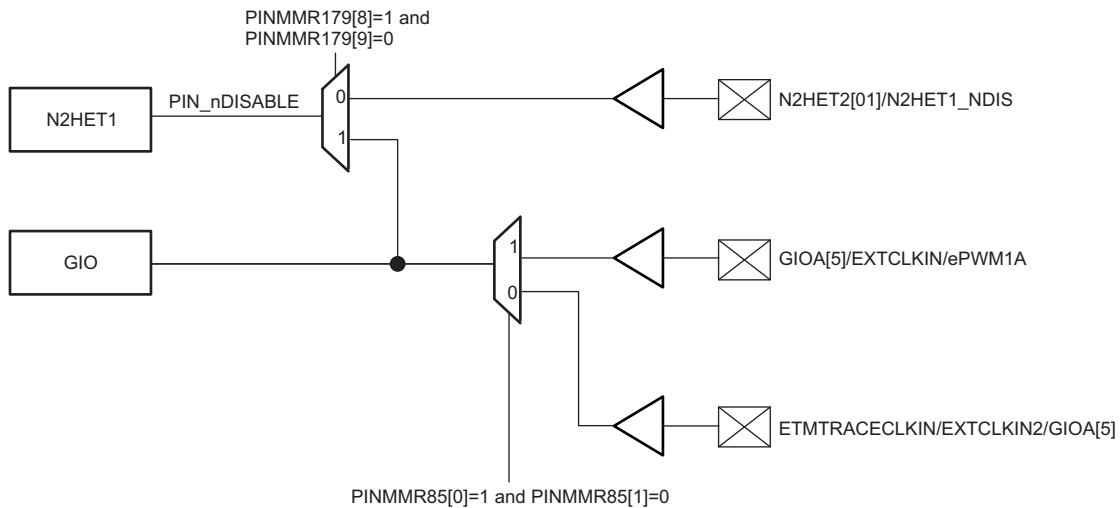 PINMMR179[8]=1 and
PINMMR179[9]=0
N2HET1
PIN_nDISABLE
0
1
N2HET2[01]/N2HET1_NDIS
GIO
1
0
GIOA[5]/EXTCLKIN/ePWM1A
ETMTRACECLKIN/EXTCLKIN2/GIOA[5]
PINMMR85[0]=1 and PINMMR85[1]=0